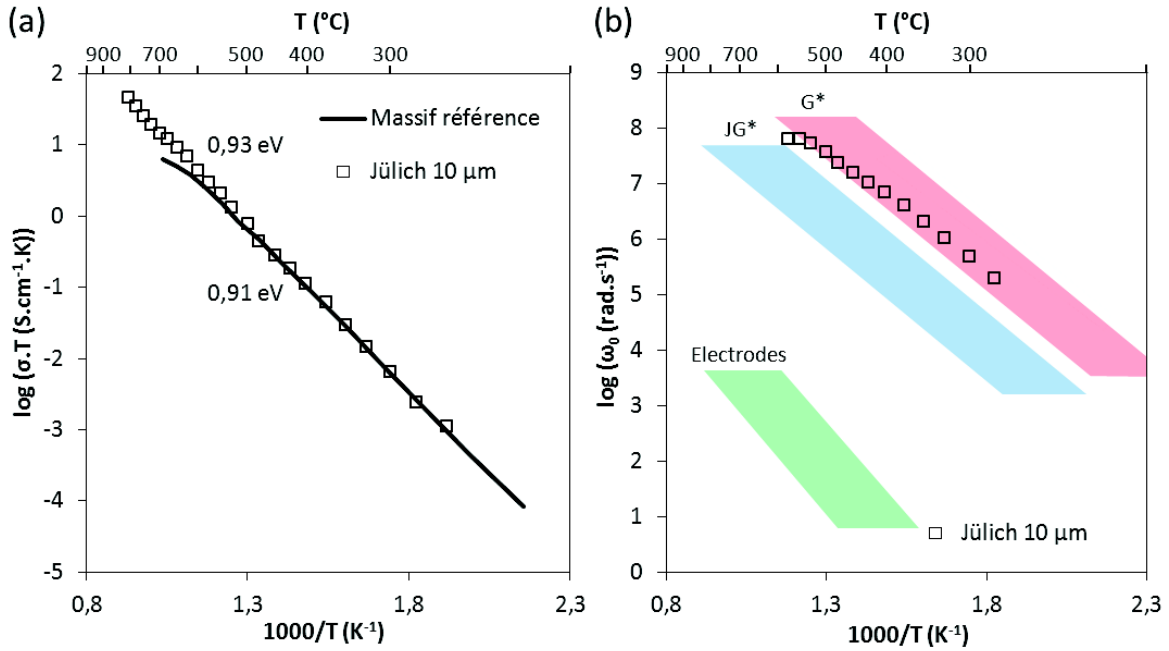 (a)
T (°C)
900 700 500 400 300
2
1
0
-1
-2
-3
-4
-5
log (σ.T (S.cm⁻¹.K))
Massif référence
Jülich 10 µm
0,93 eV
0,91 eV
0,8 1,3 1,8 2,3
1000/T (K⁻¹)
(b)
T (°C)
900 700 500 400 300
9
8
7
6
5
4
3
2
1
0
log (ω₀ (rad.s⁻¹))
G*
JG*
Electrodes
Jülich 10 µm
0,8 1,3 1,8 2,3
1000/T (K⁻¹)